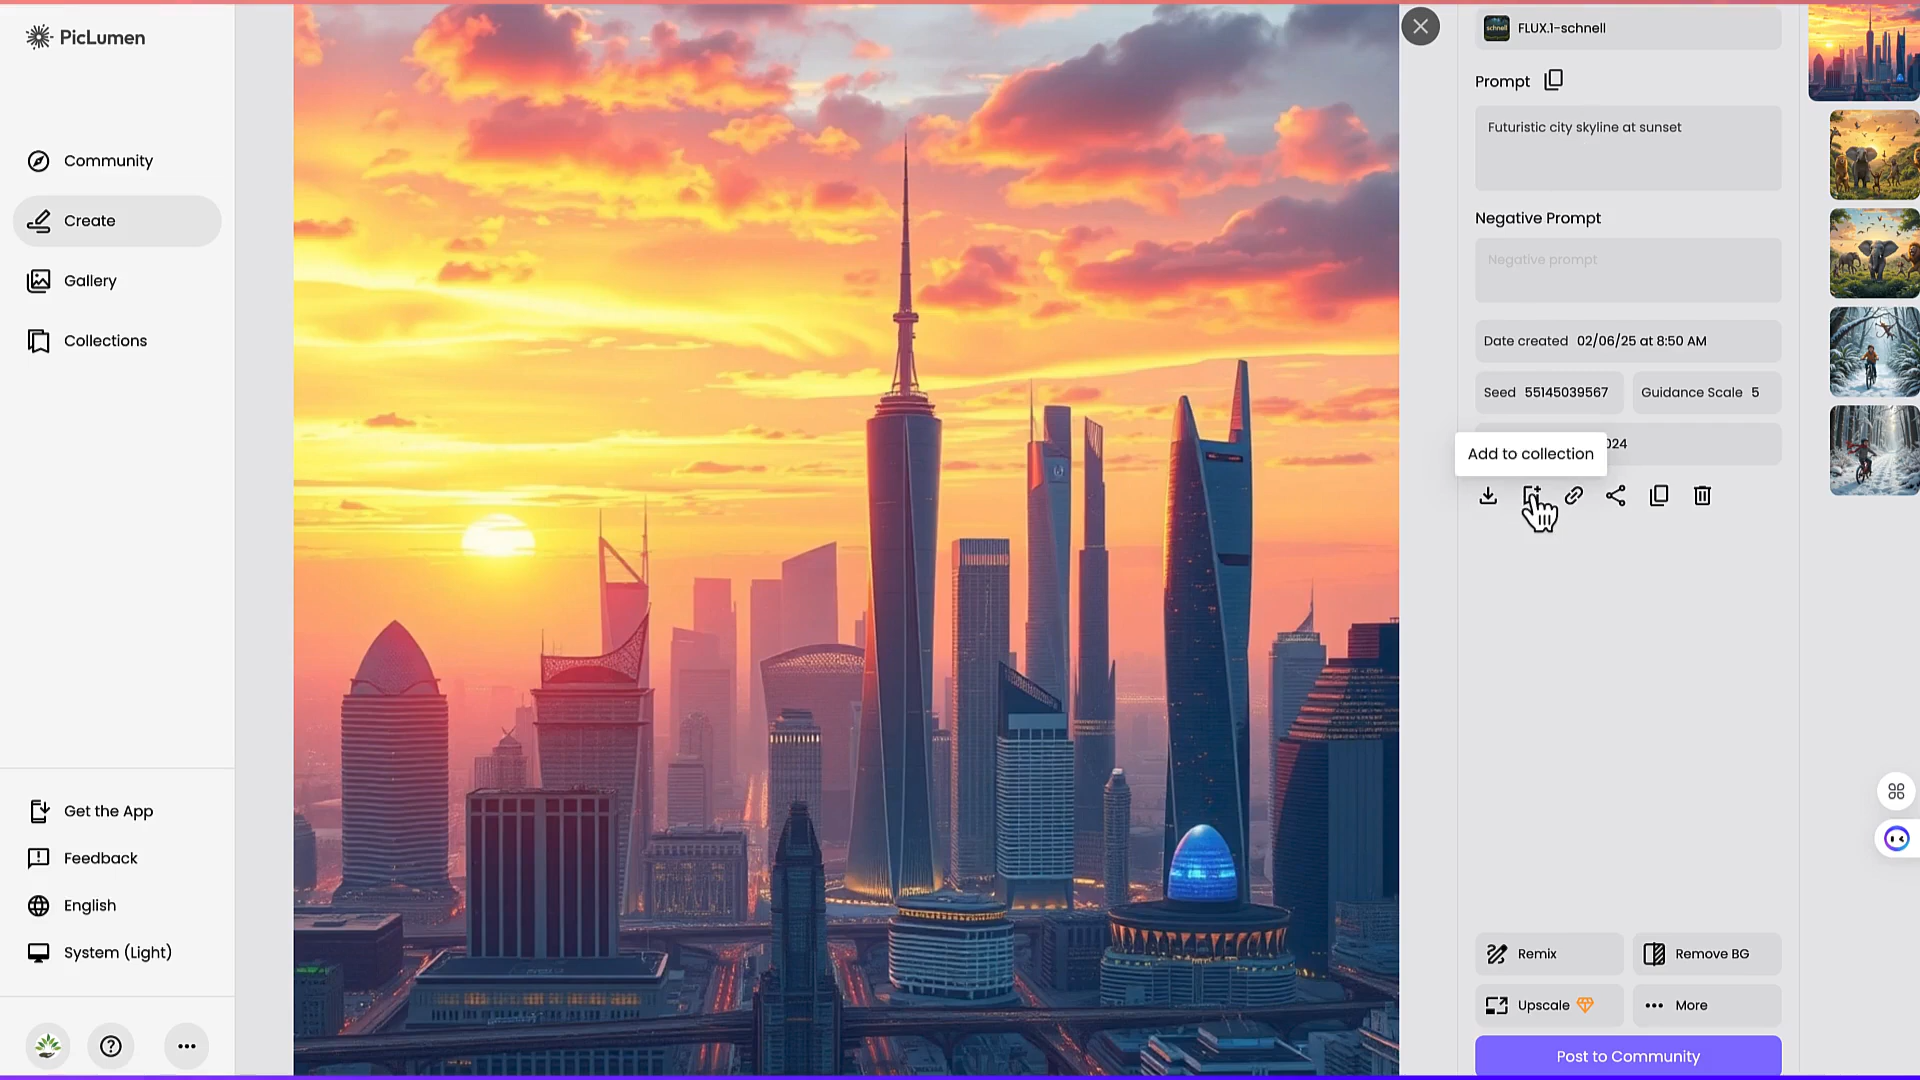 PicLumen
Community
Create
Gallery
Collections
Get the App
Feedback
English
System (Light)
schnell
FLUX.1-schnell
Prompt
Futuristic city skyline at sunset
Negative Prompt
Negative prompt
Date created 02/06/25 at 8:50 AM
Seed 55145039567
Guidance Scale 5
024
Add to collection
Remix
Remove BG
Upscale
More
Post to Community